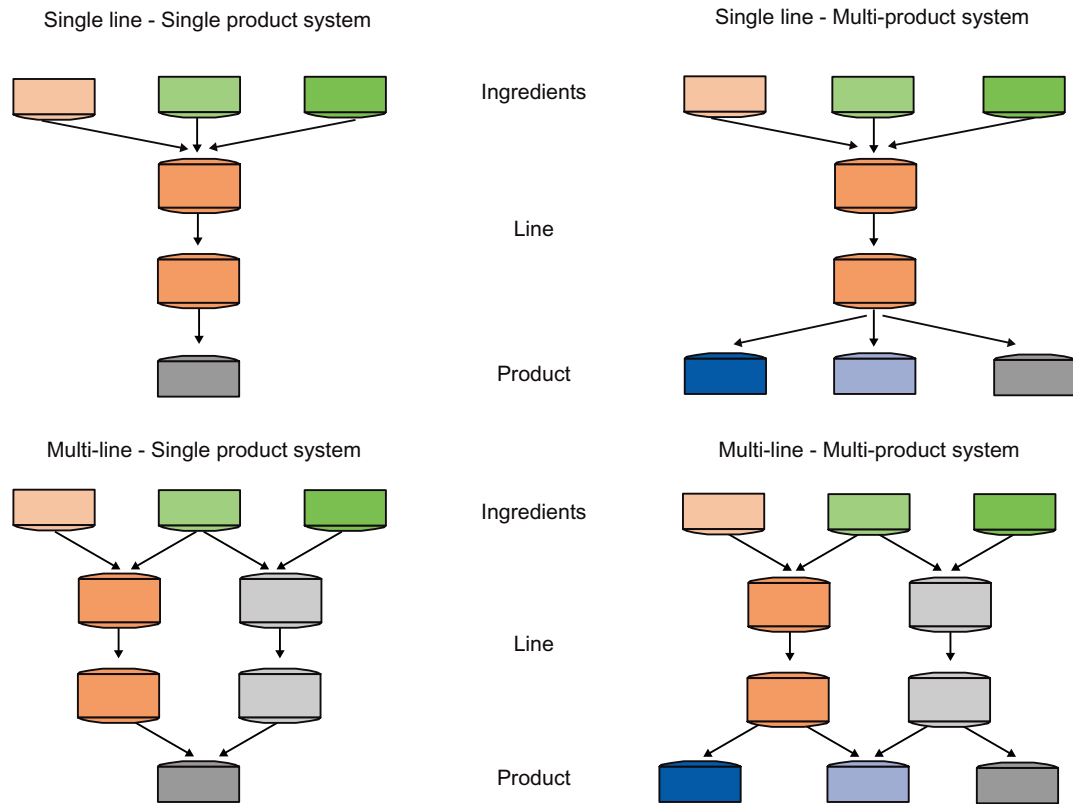 Single line - Single product system
Single line - Multi-product system
Ingredients
Line
Product
Multi-line - Single product system
Multi-line - Multi-product system
Ingredients
Line
Product